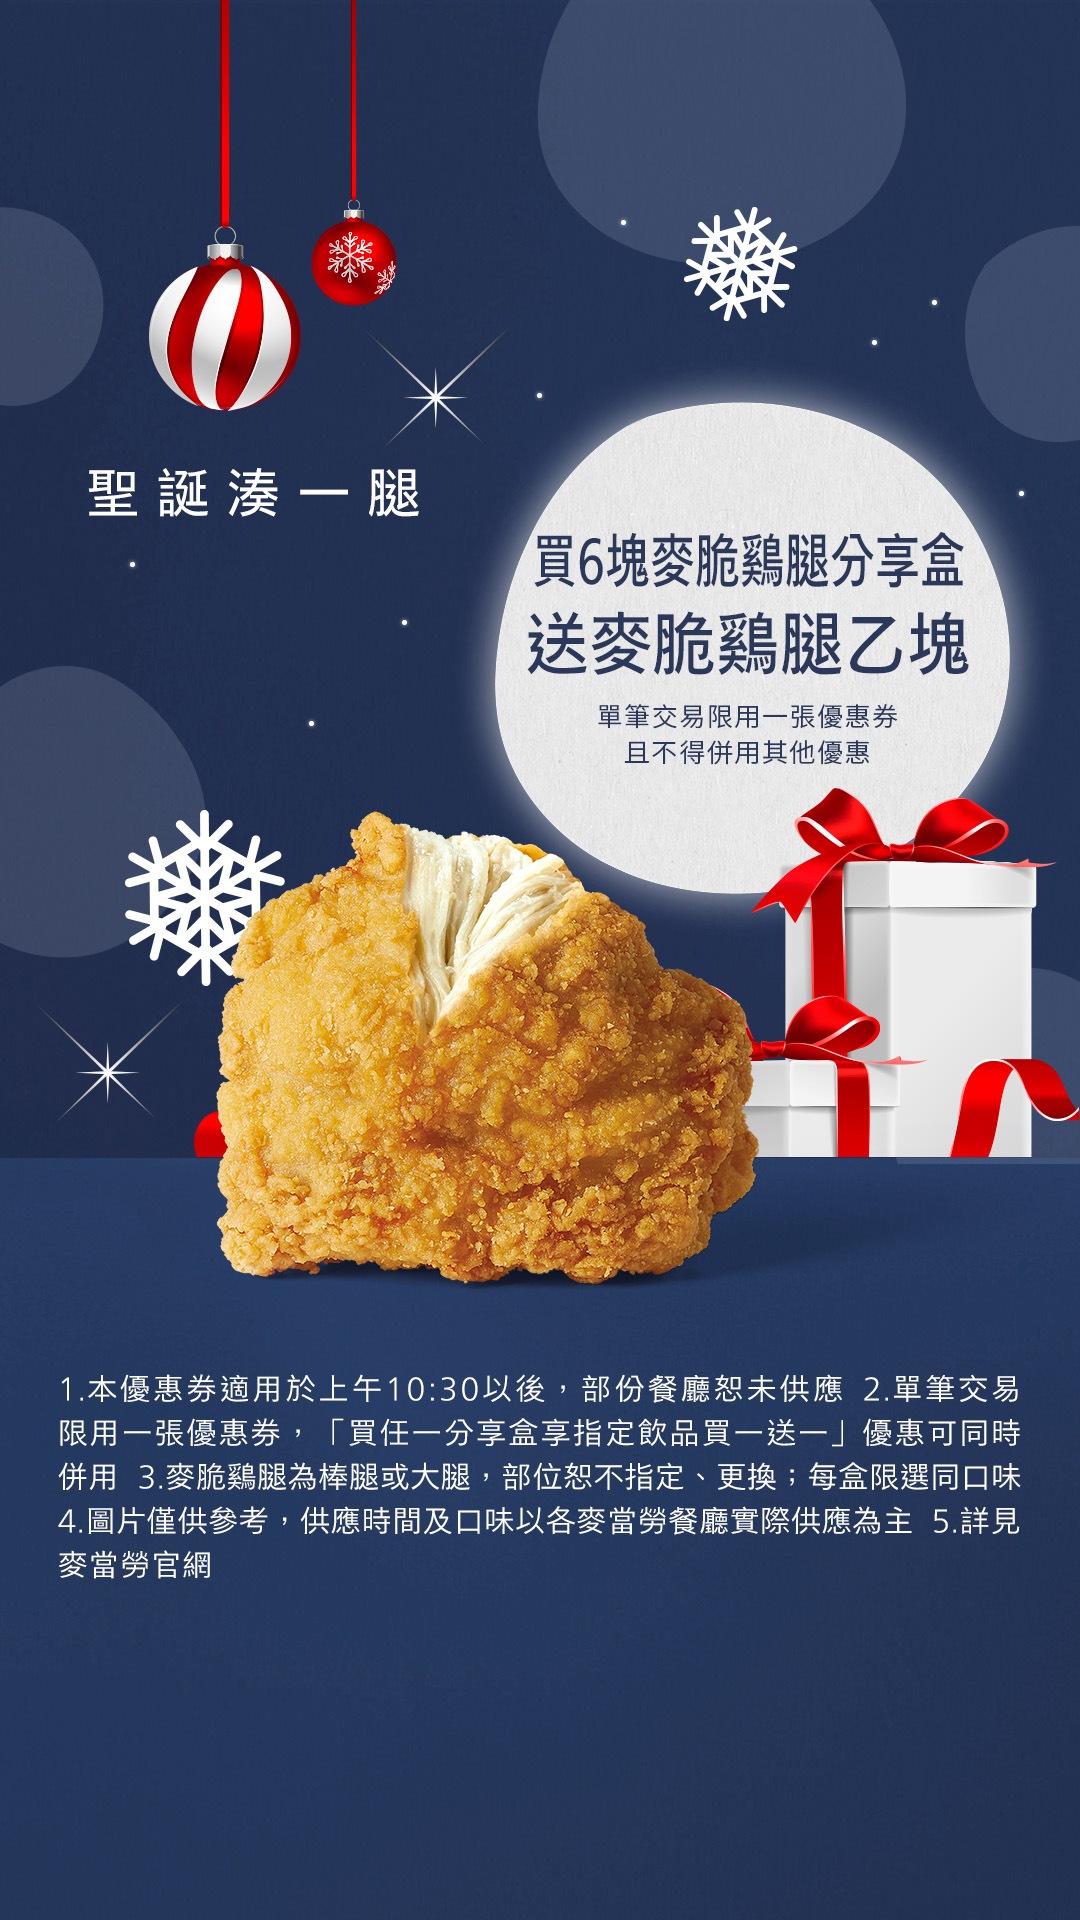 聖誕湊一腿
買6塊麥脆鷄腿分享盒
送麥脆鷄腿乙塊
單筆交易限用一張優惠券
且不得併用其他優惠
1.本優惠券適用於上午10:30以後，部份餐廳恕未供應 2.單筆交易
限用一張優惠券，「買任一分享盒享指定飲品買一送一」優惠可同時
併用 3.麥脆鷄腿為棒腿或大腿，部位恕不指定、更換；每盒限選同口味
4.圖片僅供參考，供應時間及口味以各麥當勞餐廳實際供應為主 5.詳見
麥當勞官網